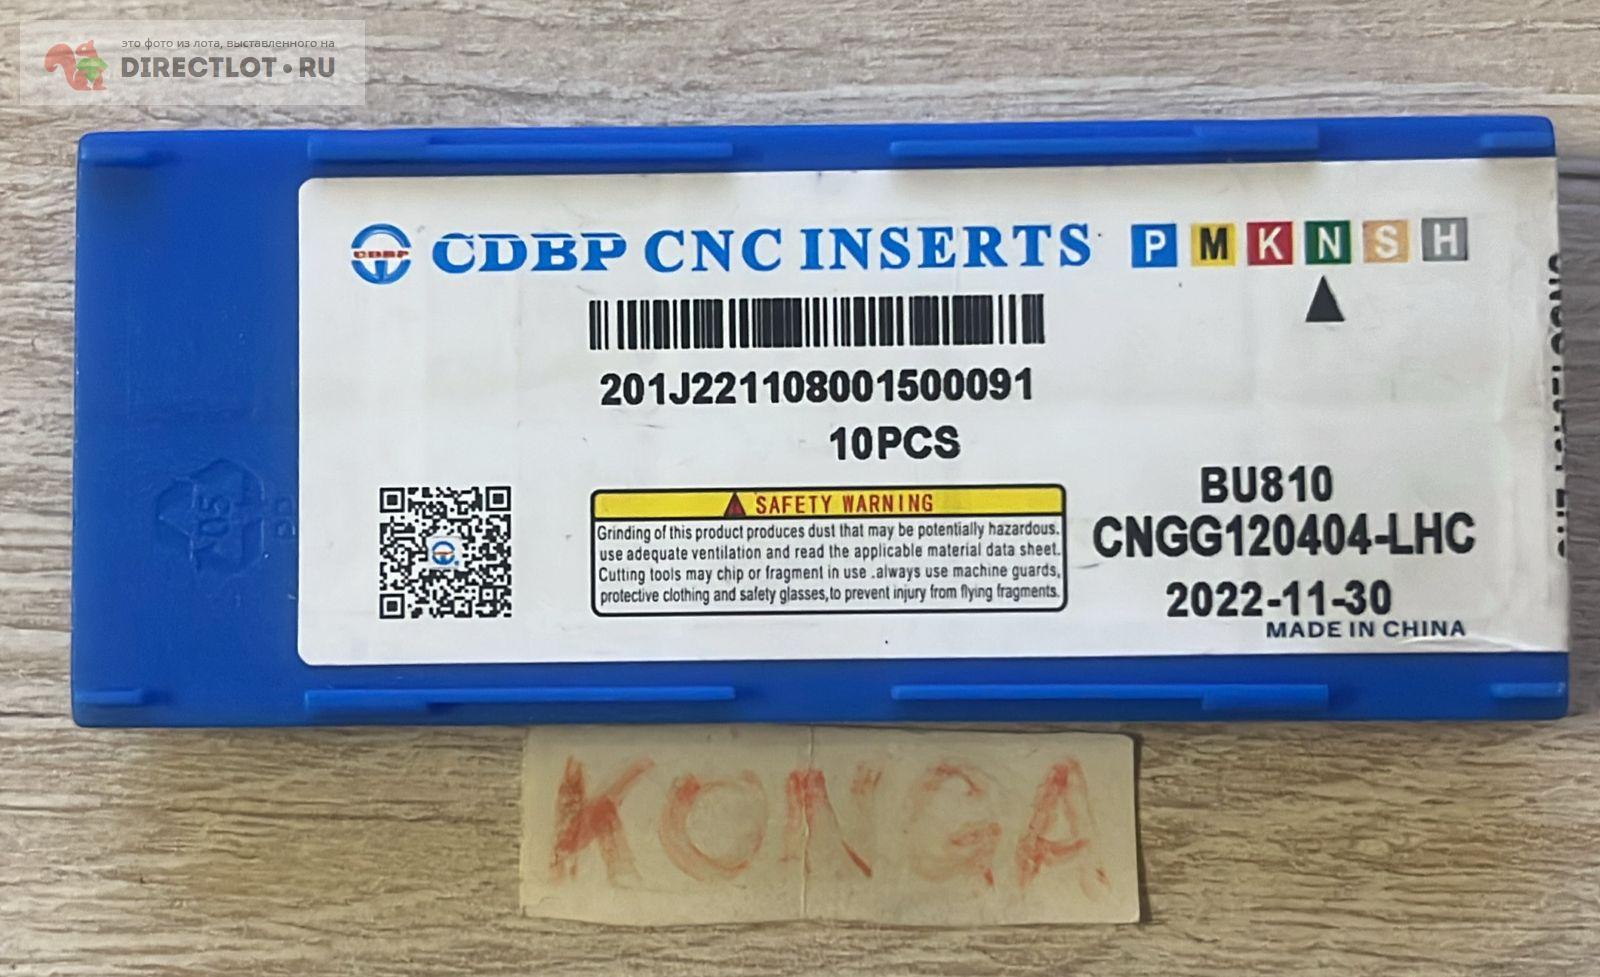 это фото из лота, выставленного на
DIRECTLOT•RU
CDBP CDBP CNC INSERTS P M K N S H
201J221108001500091
10PCS
BU810
CNGG120404-LHC
2022-11-30
MADE IN CHINA
SAFETY WARNING
Grinding of this product produces dust that may be potentially hazardous.
use adequate ventilation and read the applicable material data sheet.
Cutting tools may chip or fragment in use .always use machine guards,
protective clothing and safety glasses,to prevent injury from flying fragments.
105
KONGA